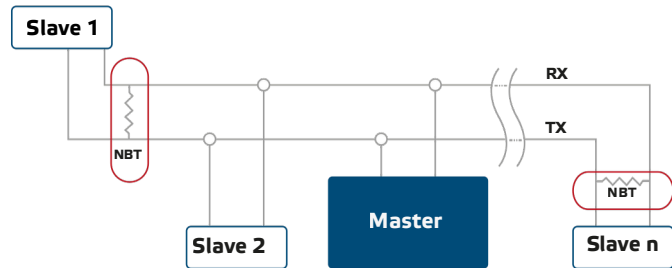 Slave 1
RX
TX
NBT
NBT
Master
Slave 2
Slave n